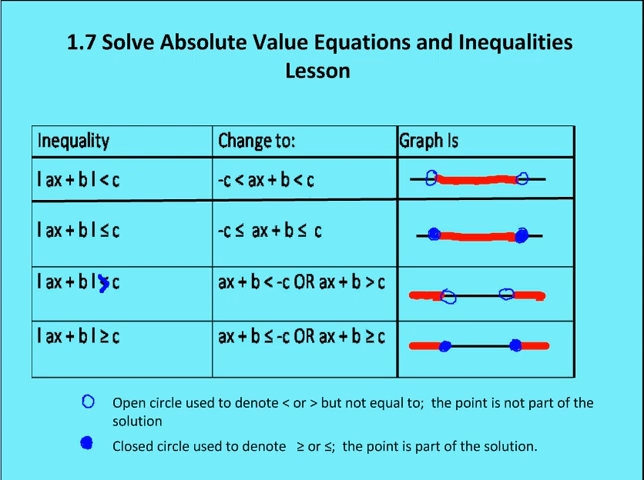 1.7 Solve Absolute Value Equations and Inequalities
Lesson
Inequality Change to: Graph Is
l ax + b l < c -c < ax + b < c
l ax + b l ≤ c -c ≤ ax + b ≤ c
l ax + b l > c ax + b < -c OR ax + b > c
l ax + b l ≥ c ax + b ≤ -c OR ax + b ≥ c
Open circle used to denote < or > but not equal to; the point is not part of the
solution
Closed circle used to denote ≥ or ≤; the point is part of the solution.